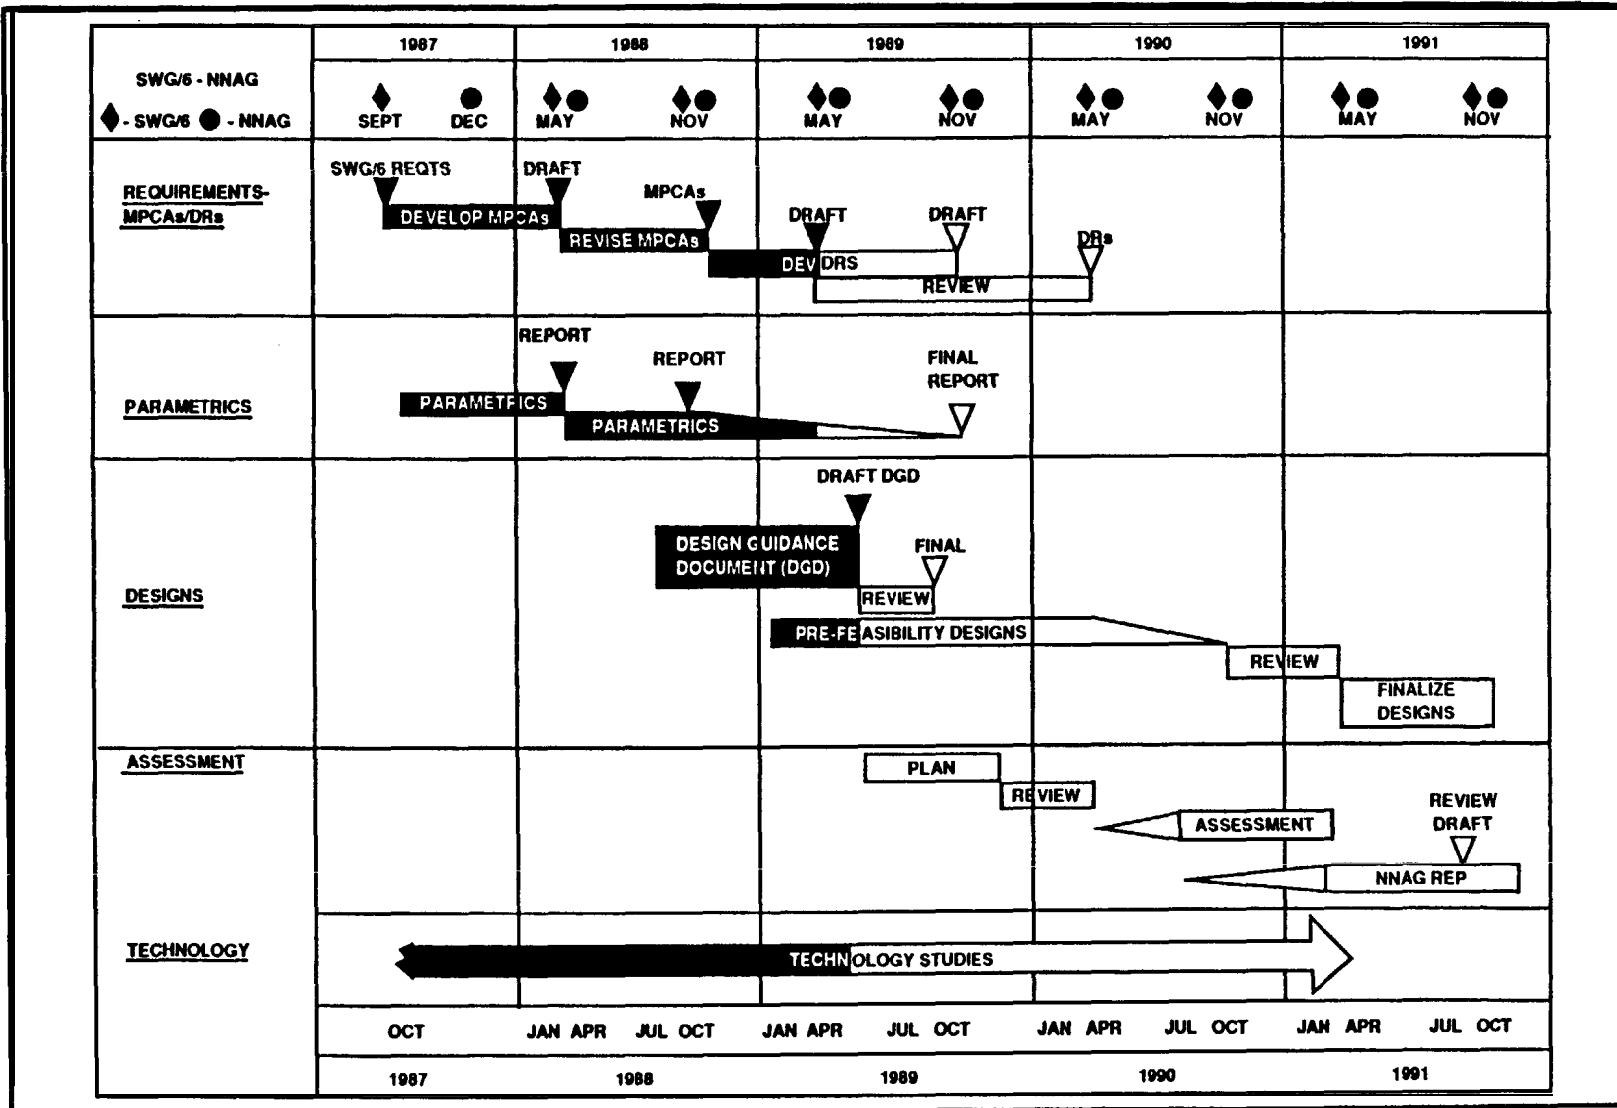 1987 1988 1989 1990 1991
SWG/6 - NNAG
- SWG/6 - NNAG
SEPT DEC MAY NOV MAY NOV MAY NOV MAY NOV
REQUIREMENTS-
MPCAs/DRs
SWG/6 REQTS
DRAFT
MPCAs
DRAFT
DRAFT
DRs
DEVELOP MPCAs
REVISE MPCAs
DEV DRS
REVIEW
PARAMETRICS
REPORT
REPORT
FINAL
REPORT
PARAMETRICS
PARAMETRICS
DESIGNS
DRAFT DGD
DESIGN GUIDANCE
DOCUMENT (DGD)
FINAL
REVIEW
PRE-FEASIBILITY DESIGNS
REVIEW
FINALIZE
DESIGNS
ASSESSMENT
PLAN
REVIEW
ASSESSMENT
REVIEW
DRAFT
NNAG REP
TECHNOLOGY
TECHNOLOGY STUDIES
OCT JAN APR JUL OCT JAN APR JUL OCT JAN APR JUL OCT JAN APR JUL OCT
1987 1988 1989 1990 1991